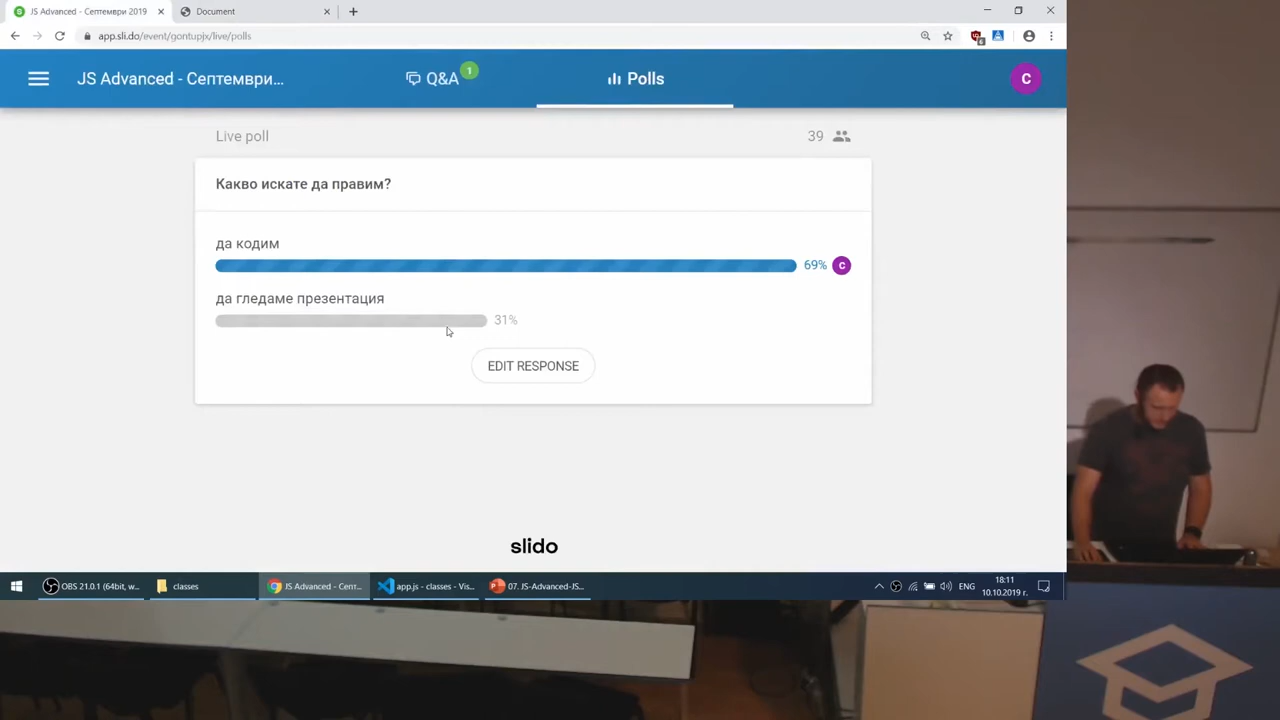 JS Advanced - Септември 2019
Document
app.sli.do/event/gontupjx/live/polls
JS Advanced - Септември...
Q&A
1
Polls
C
Live poll
39
Какво искате да правим?
да кодим
69%
C
да гледаме презентация
31%
EDIT RESPONSE
slido
OBS 21.0.1 (64bit, w...
classes
JS Advanced - Септ...
app.js - classes - Vis...
07. JS-Advanced-JS...
ENG
18:11
10.10.2019 г.